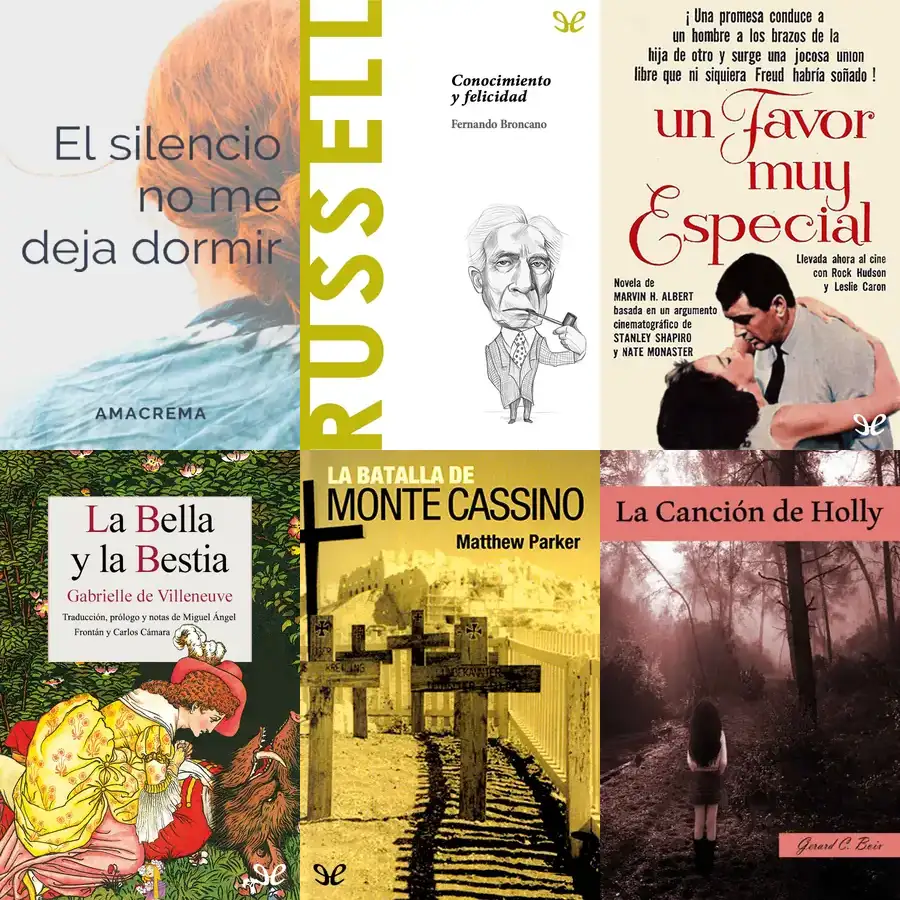 El silencio
no me
deja dormir
AMACREMA
RUSSELL
Conocimiento
y felicidad
Fernando Broncano
¡ Una promesa conduce a
un hombre a los brazos de la
hija de otro y surge una jocosa union
libre que ni siquiera Freud habría soñado !
un Favor
muy
Especial
Llevada ahora al cine
con Rock Hudson
y Leslie Caron
Novela de
MARVIN H. ALBERT
basada en un argumento
cinematográfico de
STANLEY SHAPIRO
y NATE MONASTER
La Bella
y la Bestia
Gabrielle de Villeneuve
Traducción, prólogo y notas de Miguel Ángel
Frontán y Carlos Cámara
LA BATALLA DE
MONTE CASSINO
Matthew Parker
La Canción de Holly
Gerard C. Boix